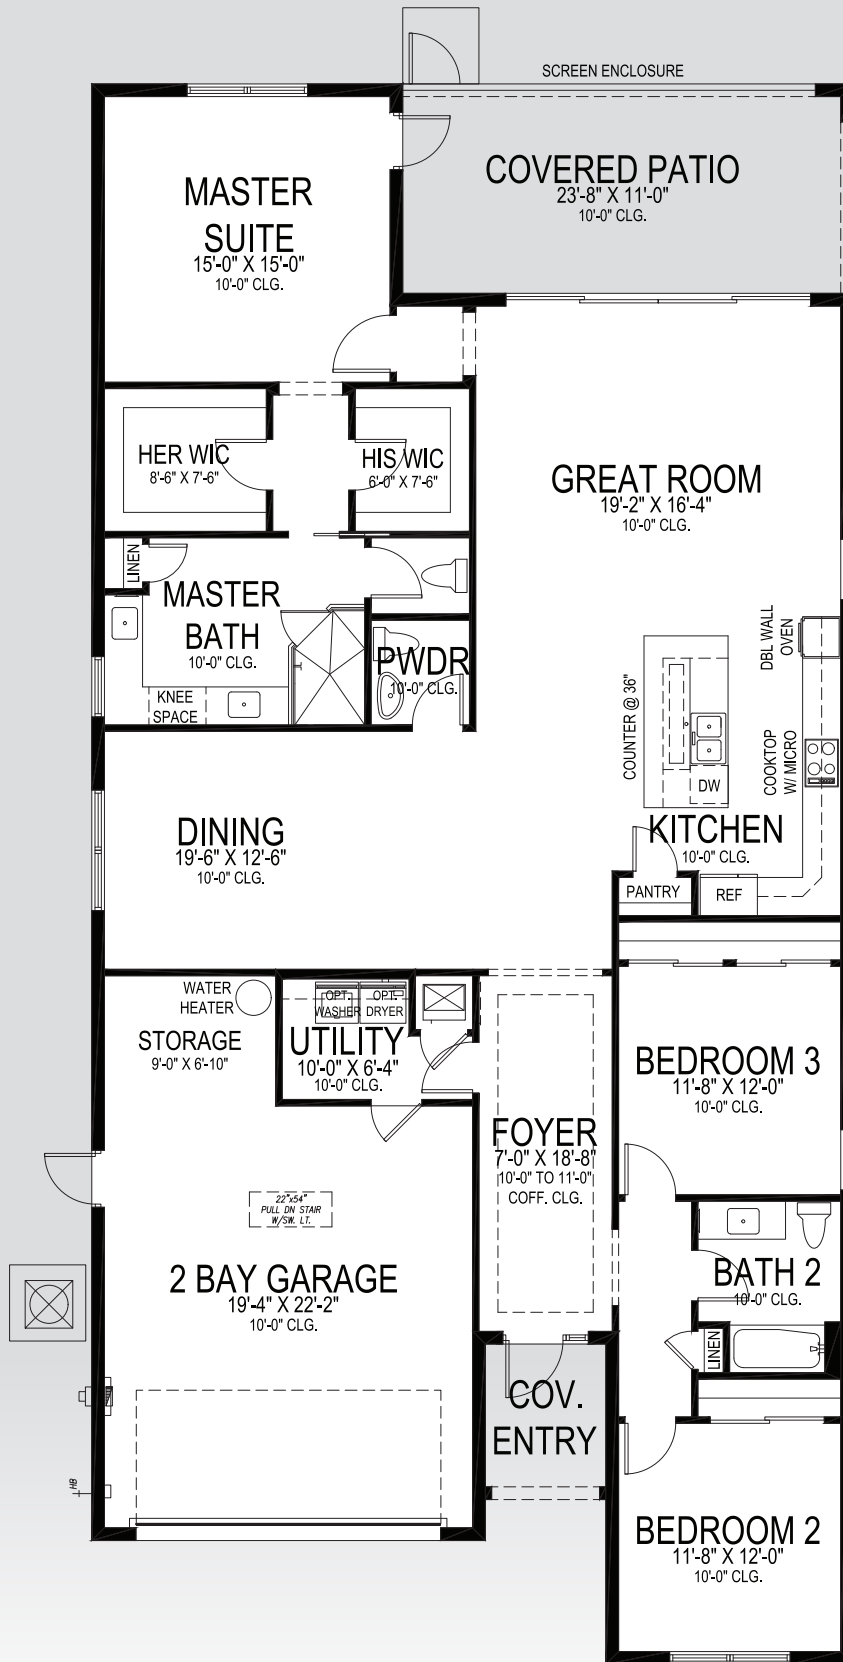 SCREEN ENCLOSURE
COVERED PATIO
23'-8" X 11'-0"
10'-0" CLG.
MASTER
SUITE
15'-0" X 15'-0"
10'-0" CLG.
HER WIC
8'-6" X 7'-6"
HIS WIC
6'-0" X 7'-6"
GREAT ROOM
19'-2" X 16'-4"
10'-0" CLG.
LINEN
MASTER
BATH
10'-0" CLG.
KNEE
SPACE
PWDR
10'-0" CLG.
DBL WALL
OVEN
COUNTER @ 36"
COOKTOP
W/ MICRO
DW
KITCHEN
10'-0" CLG.
PANTRY
REF
DINING
19'-6" X 12'-6"
10'-0" CLG.
WATER
HEATER
STORAGE
9'-0" X 6'-10"
OPT.
WASHER
OPT.
DRYER
UTILITY
10'-0" X 6'-4"
10'-0" CLG.
BEDROOM 3
11'-8" X 12'-0"
10'-0" CLG.
FOYER
7'-0" X 18'-8"
10'-0" TO 11'-0"
COFF. CLG.
22"x54"
PULL DN STAIR
W/SW. LT.
2 BAY GARAGE
19'-4" X 22'-2"
10'-0" CLG.
BATH 2
10'-0" CLG.
LINEN
COV.
ENTRY
HB
BEDROOM 2
11'-8" X 12'-0"
10'-0" CLG.